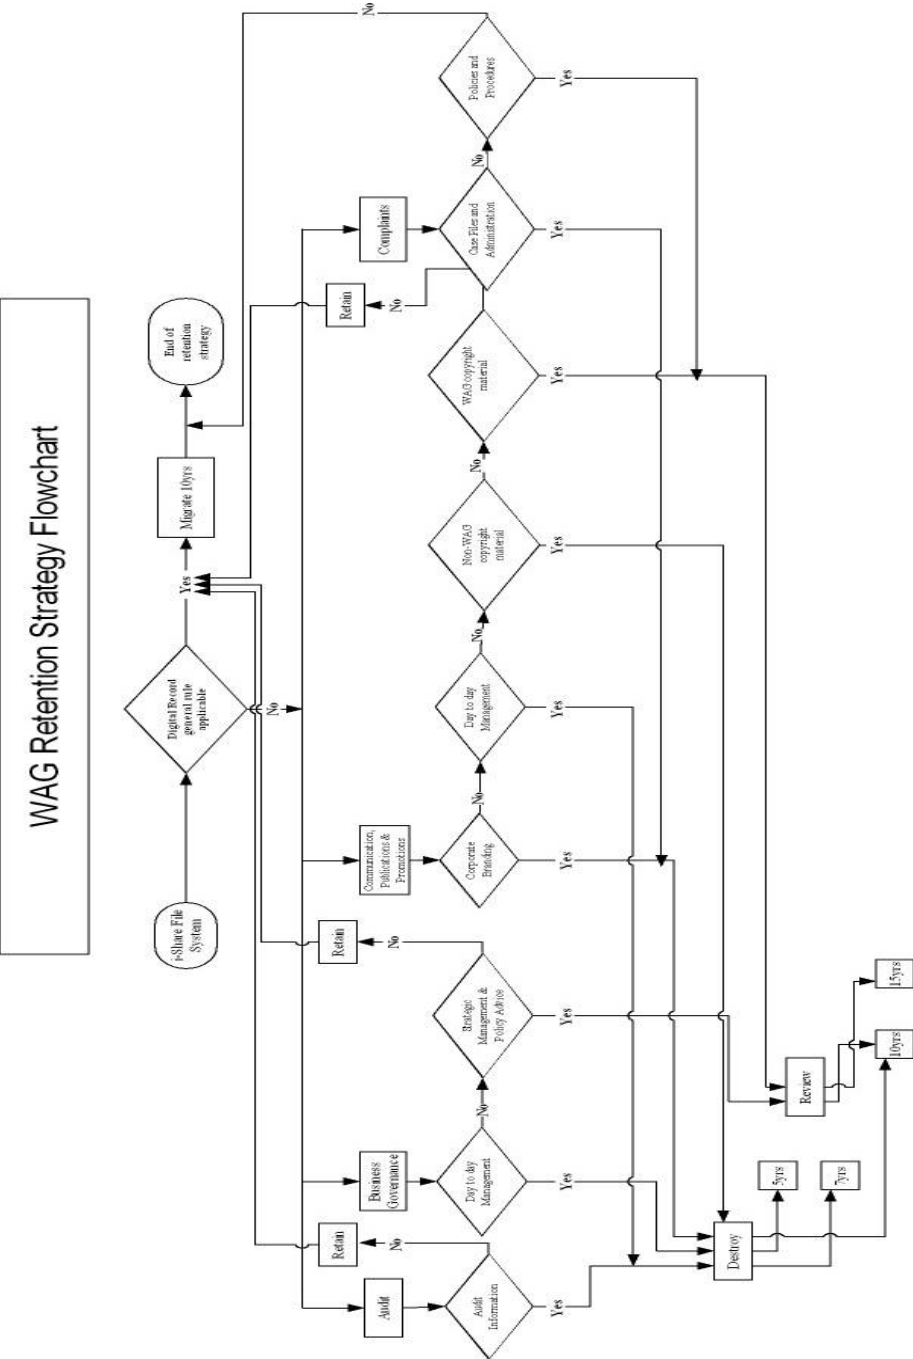 WAG Retention Strategy Flowchart
i-Share File
System
Digital Record
general rule
applicable
Yes
No
Migrate 10yrs
End of
retention
strategy
Audit
Audit
Information
No
Retain
Yes
Business
Governance
Day to day
Management
Yes
No
Strategic
Management &
Policy Advice
No
Retain
Yes
Communication,
Publications &
Promotions
Corporate
Branding
Yes
No
Day to day
Management
Yes
No
Non-WAG
copyright
material
Yes
No
WAG copyright
material
Yes
No
Retain
Complaints
Case Files and
Administration
Yes
No
Policies and
Procedures
Yes
No
Destroy
5yrs
7yrs
Review
10yrs
15yrs